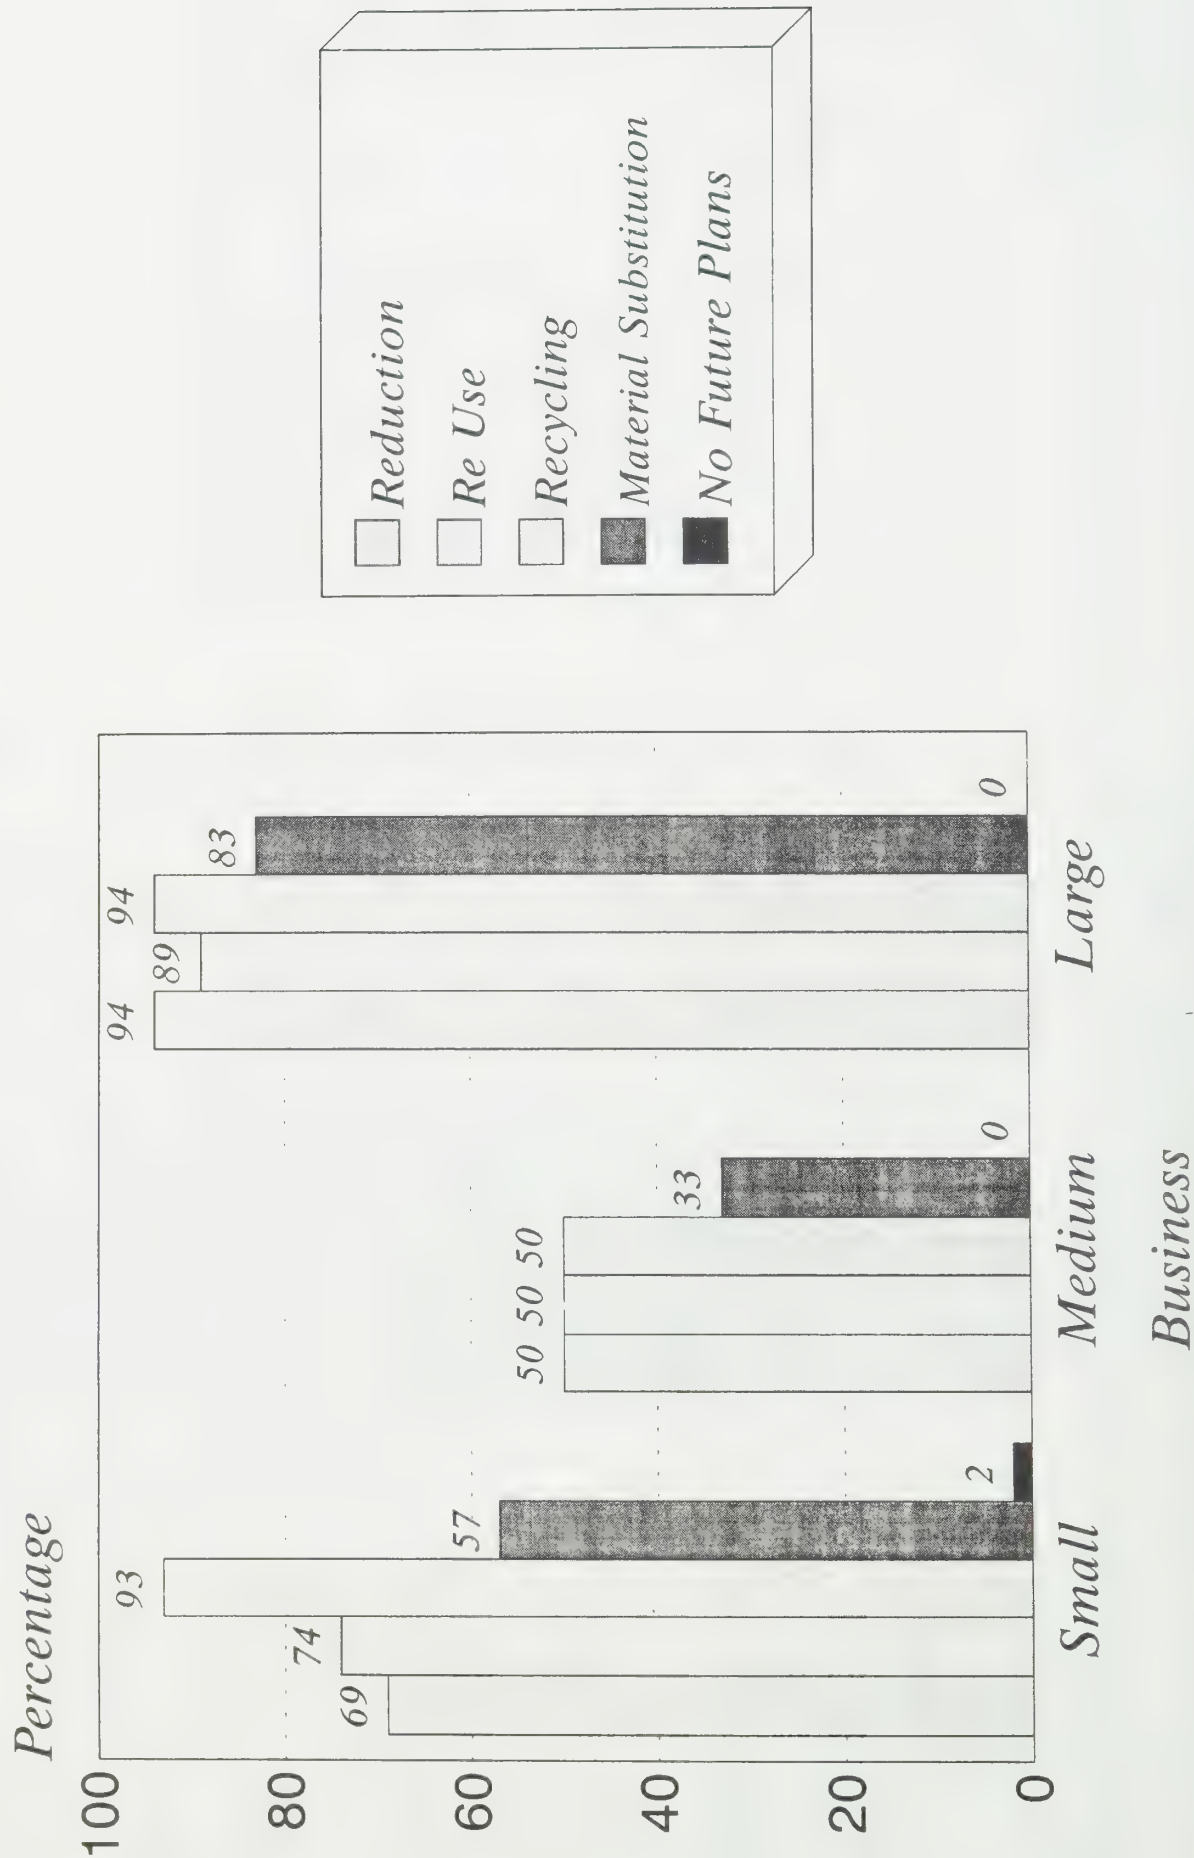 Percentage
100
80
60
40
20
0
69
74
93
57
2
50 50 50
33
0
94
89
94
83
0
Small
Medium
Large
Business
Reduction
Re Use
Recycling
Material Substitution
No Future Plans